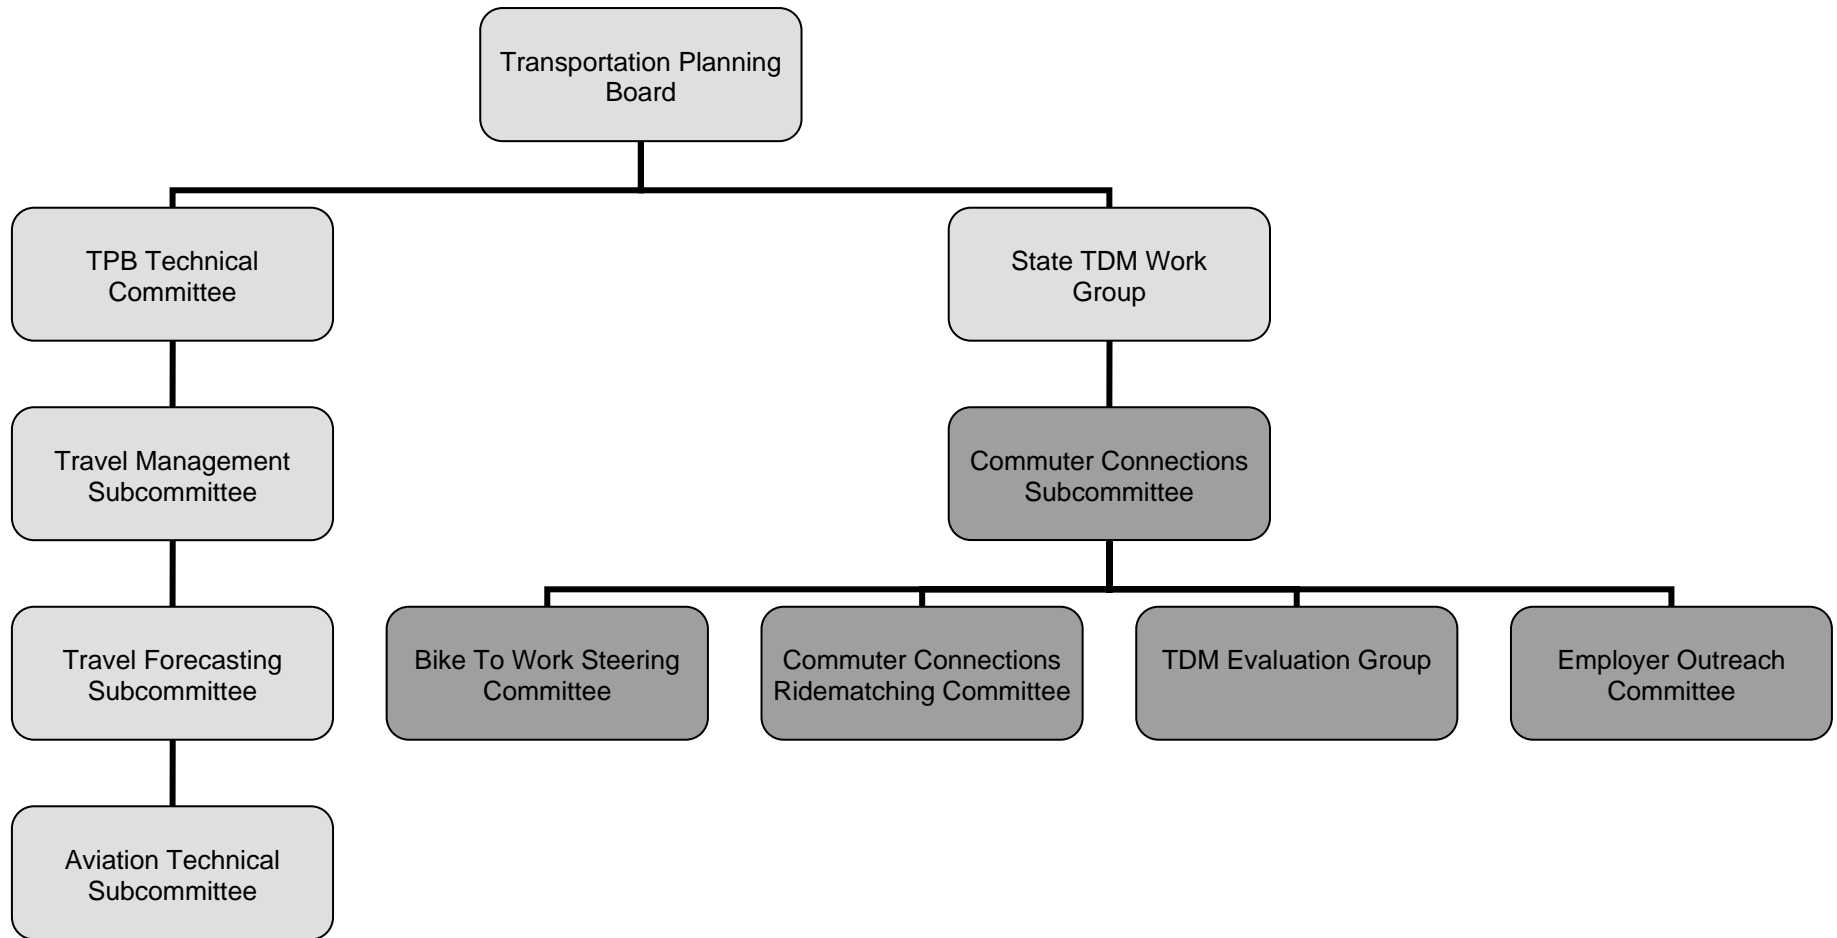 Transportation Planning
Board
TPB Technical
Committee
State TDM Work
Group
Travel Management
Subcommittee
Commuter Connections
Subcommittee
Travel Forecasting
Subcommittee
Bike To Work Steering
Committee
Commuter Connections
Ridematching Committee
TDM Evaluation Group
Employer Outreach
Committee
Aviation Technical
Subcommittee